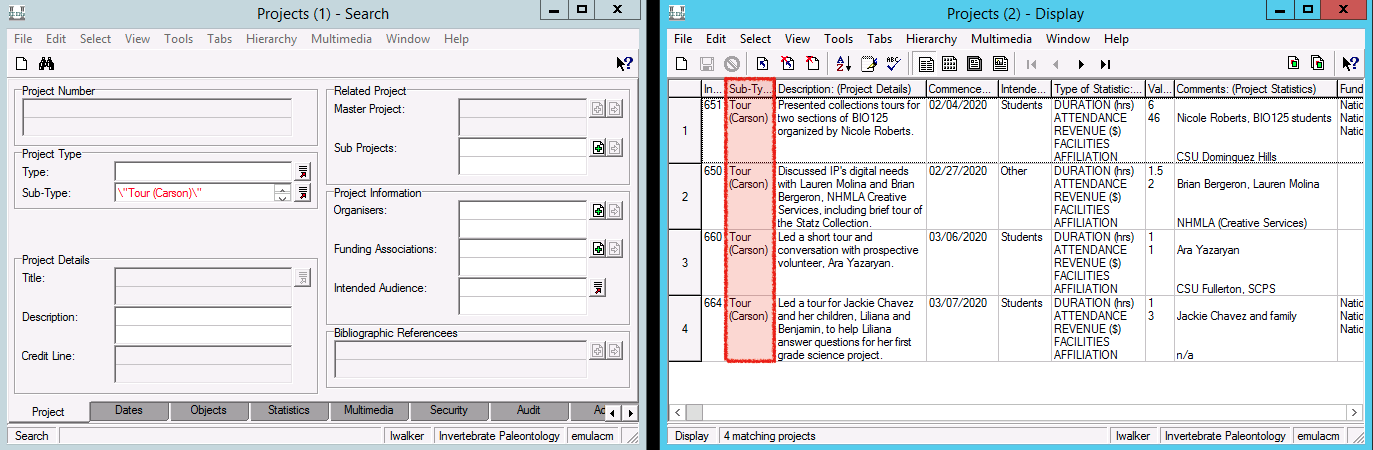 Projects (1) - Search
File Edit Select View Tools Tabs Hierarchy Multimedia Window Help
Project Number
Project Type
Type:
Sub-Type: \"Tour (Carson)\"
Project Details
Title:
Description:
Credit Line:
Related Project
Master Project:
Sub Projects:
Project Information
Organisers:
Funding Associations:
Intended Audience:
Bibliographic Referencees
Project Dates Objects Statistics Multimedia Security Audit Ad
Search lwalker Invertebrate Paleontology emulacm
Projects (2) - Display
File Edit Select View Tools Tabs Hierarchy Multimedia Window Help
In... Sub-Ty... Description: (Project Details) Commence... Intende... Type of Statistic:... Val... Comments: (Project Statistics) Fund
1 651 Tour Presented collections tours for 02/04/2020 Students DURATION (hrs) 6 Natio
(Carson) two sections of BIO125 ATTENDANCE 46 Nicole Roberts, BIO125 students Natio
organized by Nicole Roberts. REVENUE ($) Natio
FACILITIES
AFFILIATION CSU Dominquez Hills
2 650 Tour Discussed IP's digital needs 02/27/2020 Other DURATION (hrs) 1.5
(Carson) with Lauren Molina and Brian ATTENDANCE 2 Brian Bergeron, Lauren Molina
Bergeron, NHMLA Creative REVENUE ($)
Services, including brief tour of FACILITIES
the Statz Collection. AFFILIATION NHMLA (Creative Services)
3 660 Tour Led a short tour and 03/06/2020 Students DURATION (hrs) 1
(Carson) conversation with prospective ATTENDANCE 1 Ara Yazaryan
volunteer, Ara Yazaryan. REVENUE ($)
FACILITIES
AFFILIATION CSU Fullerton, SCPS
4 664 Tour Led a tour for Jackie Chavez 03/07/2020 Students DURATION (hrs) 1 Natio
(Carson) and her children, Liliana and ATTENDANCE 3 Jackie Chavez and family Natio
Benjamin, to help Liliana REVENUE ($) Natio
answer questions for her first FACILITIES
grade science project. AFFILIATION n/a
Display 4 matching projects lwalker Invertebrate Paleontology emulacm